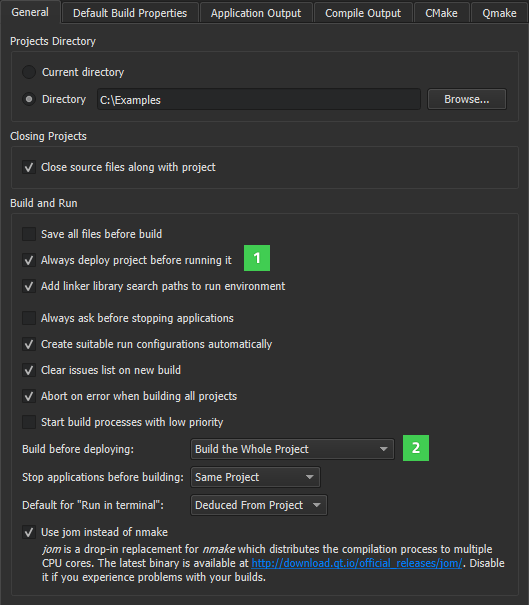 General Default Build Properties Application Output Compile Output CMake Qmake
Projects Directory
Current directory
Directory C:\Examples Browse...
Closing Projects
Close source files along with project
Build and Run
Save all files before build
Always deploy project before running it 1
Add linker library search paths to run environment
Always ask before stopping applications
Create suitable run configurations automatically
Clear issues list on new build
Abort on error when building all projects
Start build processes with low priority
Build before deploying: Build the Whole Project 2
Stop applications before building: Same Project
Default for "Run in terminal": Deduced From Project
Use jom instead of nmake
jom is a drop-in replacement for nmake which distributes the compilation process to multiple
CPU cores. The latest binary is available at http://download.qt.io/official_releases/jom/. Disable
it if you experience problems with your builds.